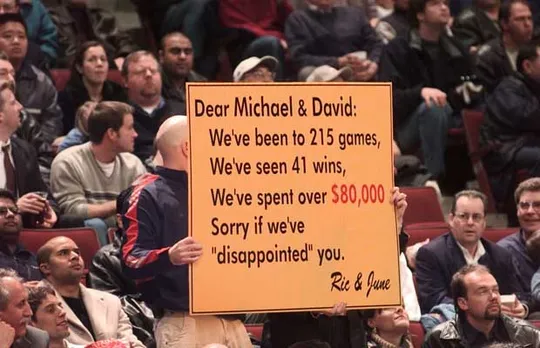 Dear Michael & David:
We've been to 215 games,
We've seen 41 wins,
We've spent over $80,000
Sorry if we've
"disappointed" you.
Ric & June